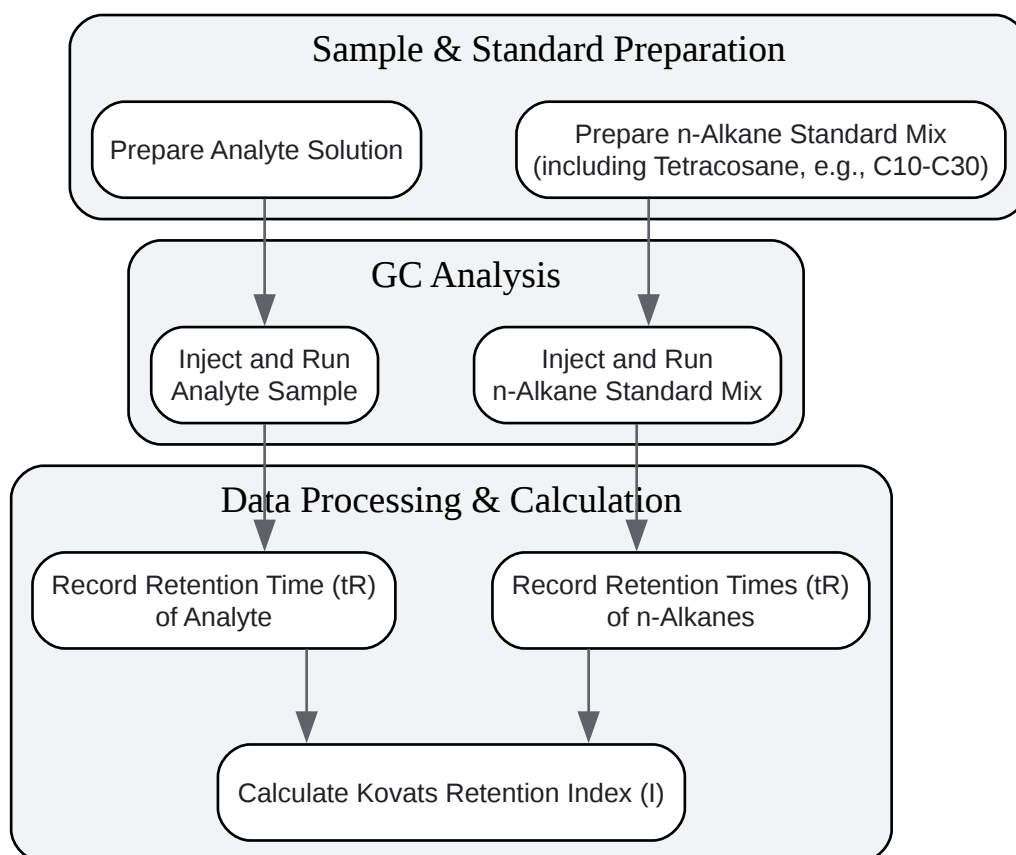 Sample & Standard Preparation
Prepare Analyte Solution
Prepare n-Alkane Standard Mix
(including Tetracosane, e.g., C10-C30)
GC Analysis
Inject and Run
Analyte Sample
Inject and Run
n-Alkane Standard Mix
Data Processing & Calculation
Record Retention Time (tR)
of Analyte
Record Retention Times (tR)
of n-Alkanes
Calculate Kovats Retention Index (I)